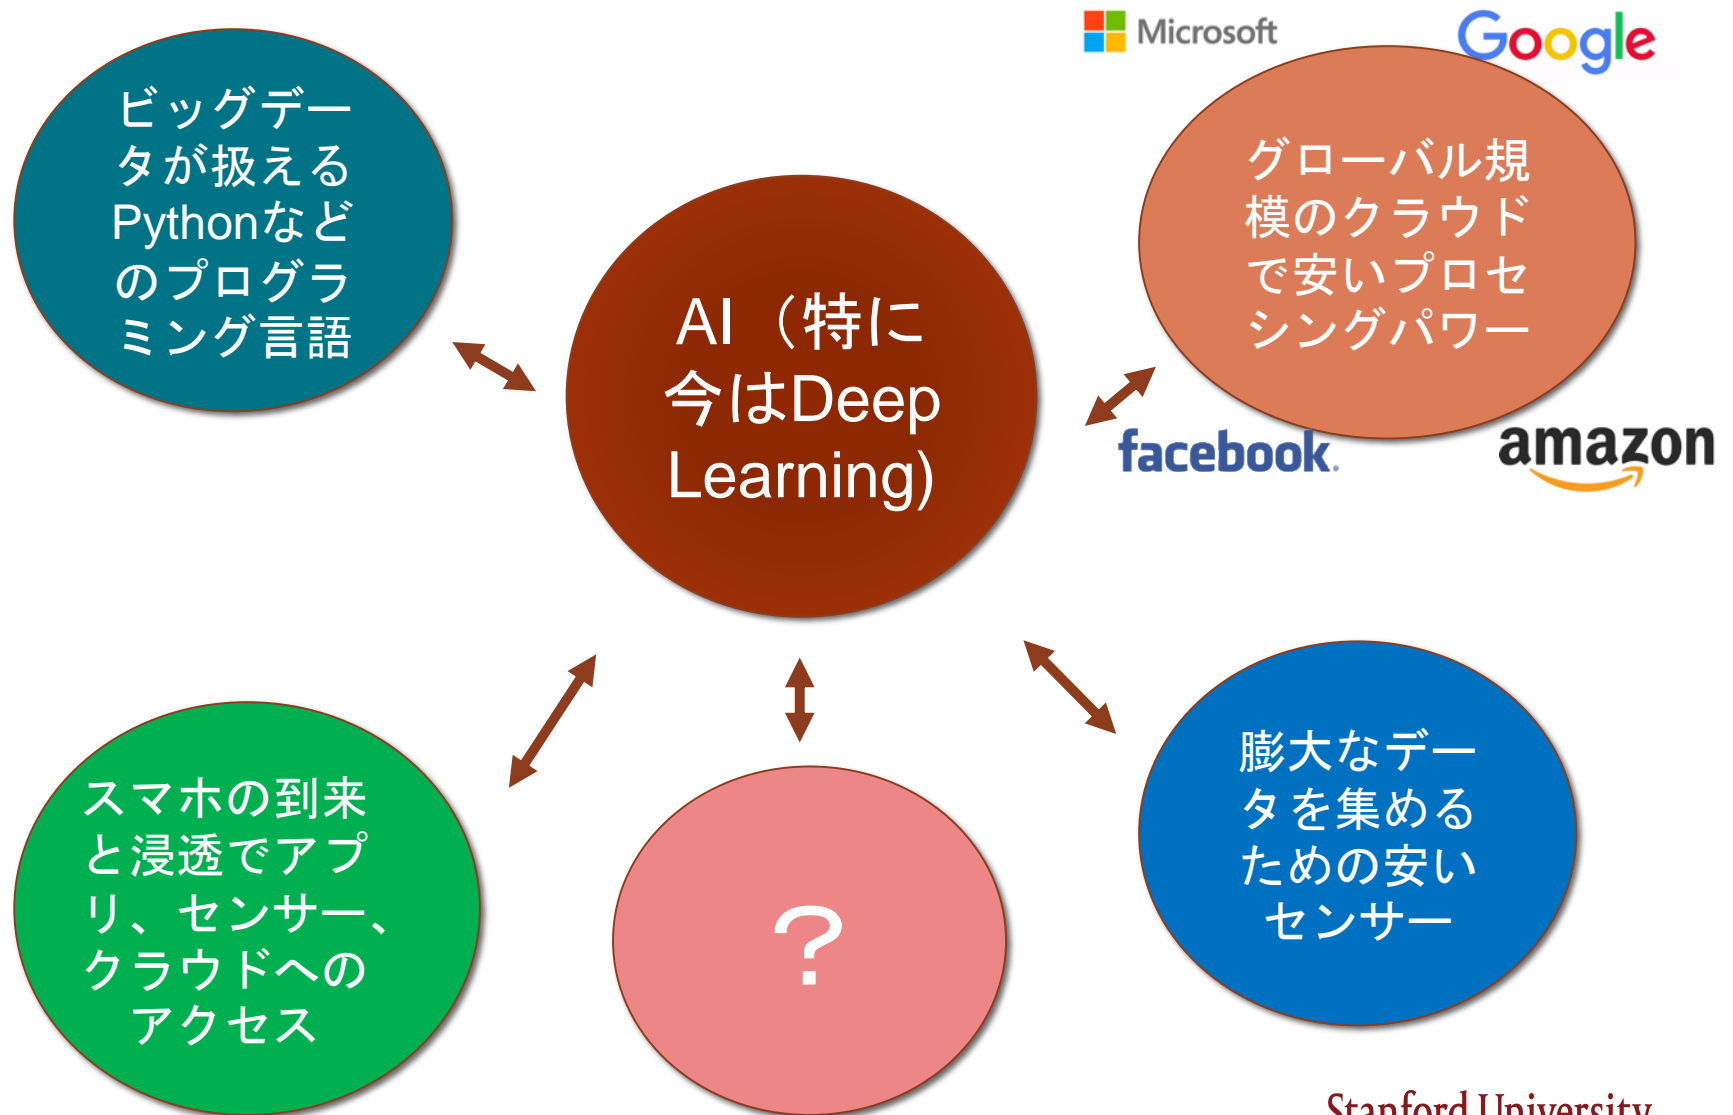 Microsoft
Google
ビッグデー
タが扱える
Pythonなど
のプログラ
ミング言語
グローバル規
模のクラウド
で安いプロセ
シングパワー
AI（特に
今はDeep
Learning)
facebook.
amazon
スマホの到来
と浸透でアプ
リ、センサー、
クラウドへの
アクセス
？
膨大なデー
タを集める
ための安い
センサー
Stanford University